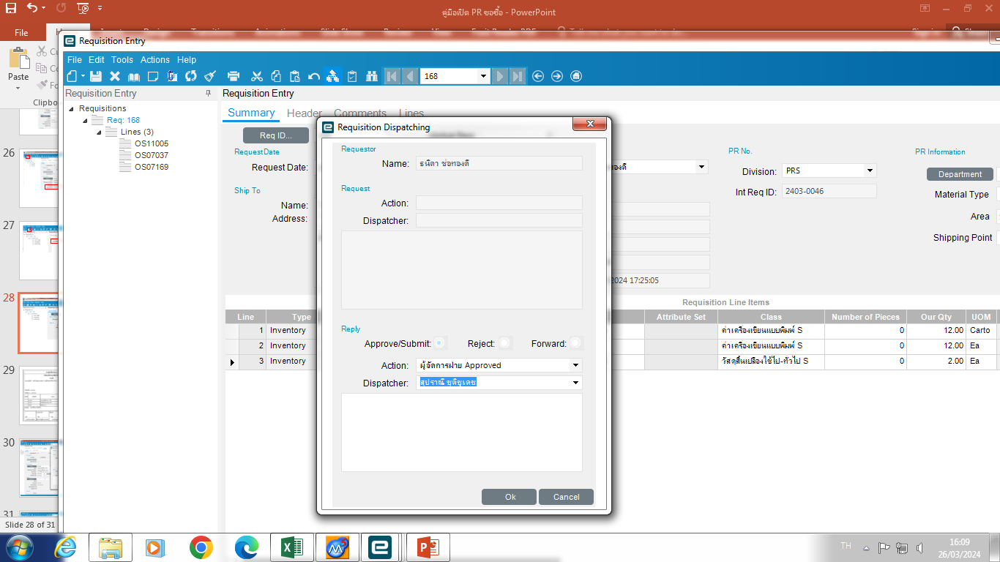 คู่มือเปิด PR ขอซื้อ - PowerPoint
File
Paste
Clipbo
Requisition Entry
File Edit Tools Actions Help
168
Requisition Entry
Requisitions
Req: 168
Lines (3)
OS11005
OS07037
OS07169
Requisition Entry
Summary Header Comments Lines
Req ID...
RequestDate
Request Date:
Ship To
Name:
Address:
PR No.
Division: PRS
Int Req ID: 2403-0046
PR Information
Department
Material Type
Area
Shipping Point
2024 17:25:05
Requisition Line Items
Line Type Attribute Set Class Number of Pieces Our Qty UOM
1 Inventory ค่าเครื่องเขียนแบบพิมพ์ S 0 12.00 Carto
2 Inventory ค่าเครื่องเขียนแบบพิมพ์ S 0 12.00 Ea
3 Inventory วัสดุสิ้นเปลืองใช้ไป-ทั่วไป S 0 2.00 Ea
Requisition Dispatching
Requestor
Name: ธนิดา ช่อทองดี
Request
Action:
Dispatcher:
Reply
Approve/Submit: Reject: Forward:
Action: ผู้จัดการฝ่าย Approved
Dispatcher: สุปราณี ชุติชูเดช
Ok Cancel
26
27
28
29
30
31
Slide 28 of 31
TH
16:09
26/03/2024